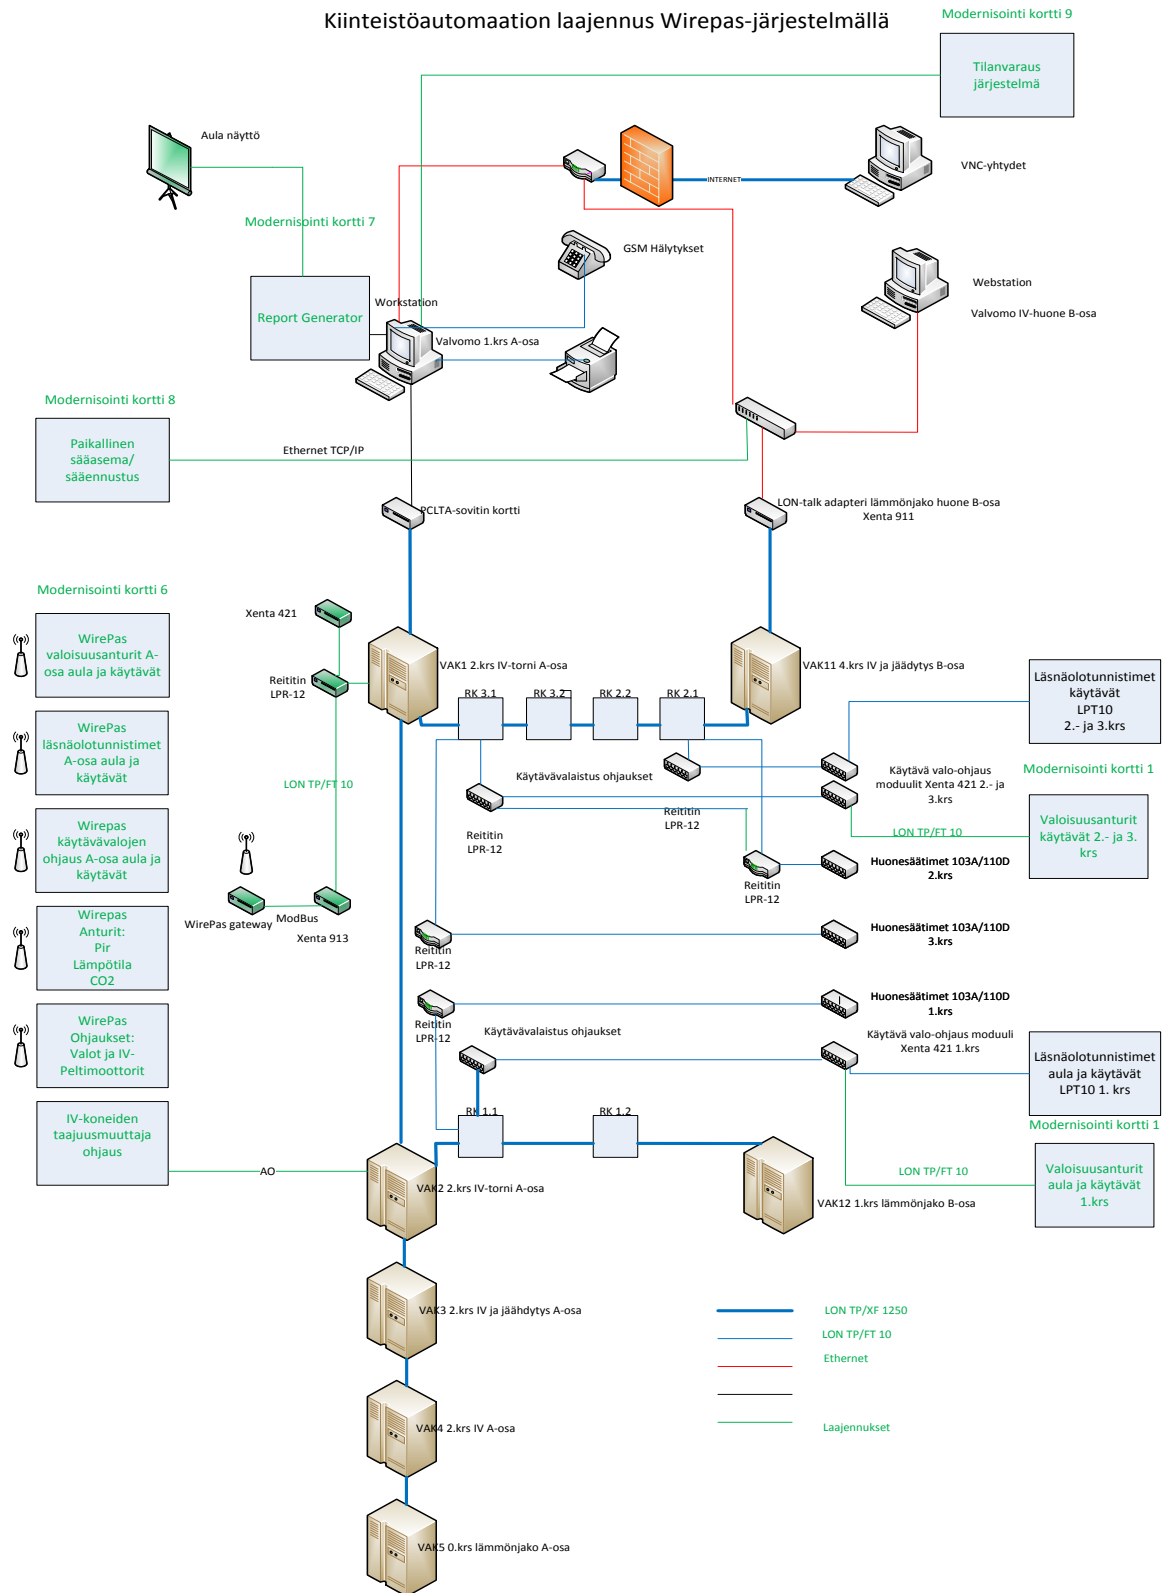 Kiinteistöautomaation laajennus Wirepas-järjestelmällä
Modernisointi kortti 9
Tilanvaraus
järjestelmä
Aula näyttö
INTERNET
VNC-yhtydet
Modernisointi kortti 7
GSM Hälytykset
Webstation
Valvomo IV-huone B-osa
Report Generator
Workstation
Valvomo 1.krs A-osa
Modernisointi kortti 8
Paikallinen
sääasema/
sääennustus
Ethernet TCP/IP
PCLTA-sovitin kortti
LON-talk adapteri lämmönjako huone B-osa
Xenta 911
Modernisointi kortti 6
WirePas
valoisuusanturit A-
osa aula ja käytävät
Xenta 421
Reititin
LPR-12
VAK1 2.krs IV-torni A-osa
VAK11 4.krs IV ja jäädytys B-osa
RK 3.1
RK 3.2
RK 2.2
RK 2.1
Läsnäolotunnistimet
käytävät
LPT10
2.- ja 3.krs
WirePas
läsnäolotunnistimet
A-osa aula ja
käytävät
LON TP/FT 10
Käytävävalaistus ohjaukset
Käytävä valo-ohjaus
moduulit Xenta 421 2.- ja
3.krs
Modernisointi kortti 1
Reititin
LPR-12
Reititin
LPR-12
LON TP/FT 10
Valoisuusanturit
käytävät 2.- ja 3.
krs
Wirepas
käytävävalojen
ohjaus A-osa aula ja
käytävät
Reititin
LPR-12
Huonesäätimet 103A/110D
2.krs
WirePas gateway
ModBus
Xenta 913
Wirepas
Anturit:
Pir
Lämpötila
CO2
Reititin
LPR-12
Huonesäätimet 103A/110D
3.krs
Reititin
LPR-12
Huonesäätimet 103A/110D
1.krs
WirePas
Ohjaukset:
Valot ja IV-
Peltimoottorit
Käytävävalaistus ohjaukset
Käytävä valo-ohjaus moduuli
Xenta 421 1.krs
Läsnäolotunnistimet
aula ja käytävät
LPT10 1. krs
IV-koneiden
taajuusmuuttaja
ohjaus
AO
RK 1.1
RK 1.2
Modernisointi kortti 1
VAK2 2.krs IV-torni A-osa
VAK12 1.krs lämmönjako B-osa
LON TP/FT 10
Valoisuusanturit
aula ja käytävät
1.krs
VAK3 2.krs IV ja jäähdytys A-osa
LON TP/XF 1250
LON TP/FT 10
Ethernet
Laajennukset
VAK4 2.krs IV A-osa
VAK5 0.krs lämmönjako A-osa